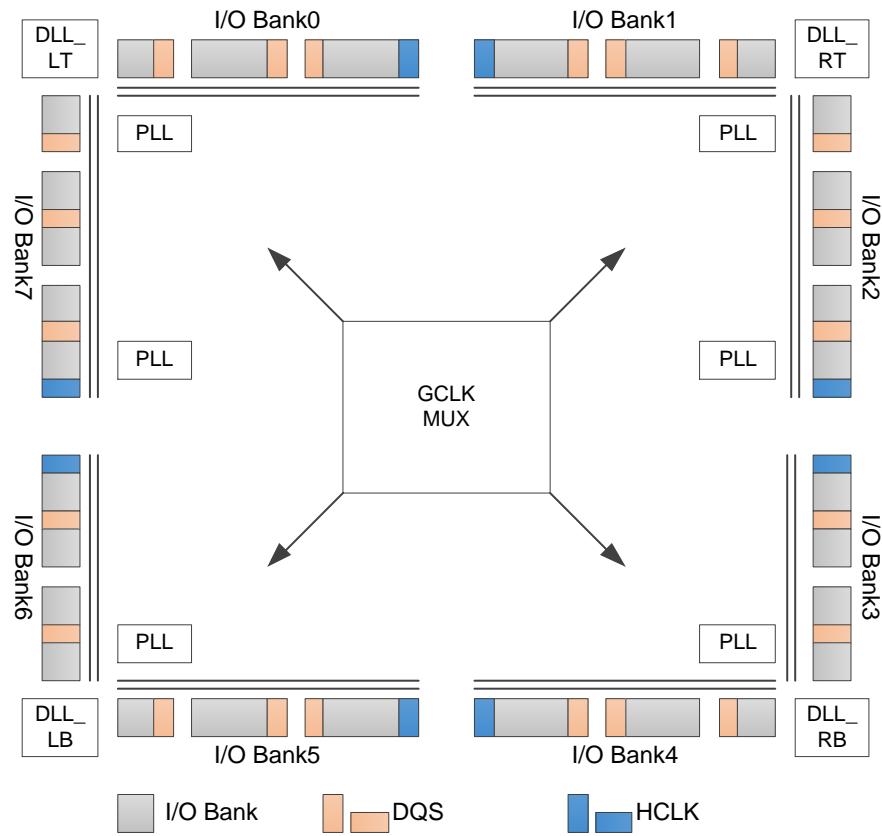 I/O Bank0
I/O Bank1
DLL_
LT
DLL_
RT
PLL
PLL
I/O Bank7
I/O Bank2
PLL
PLL
GCLK
MUX
I/O Bank6
I/O Bank3
PLL
PLL
DLL_
LB
DLL_
RB
I/O Bank5
I/O Bank4
I/O Bank
DQS
HCLK